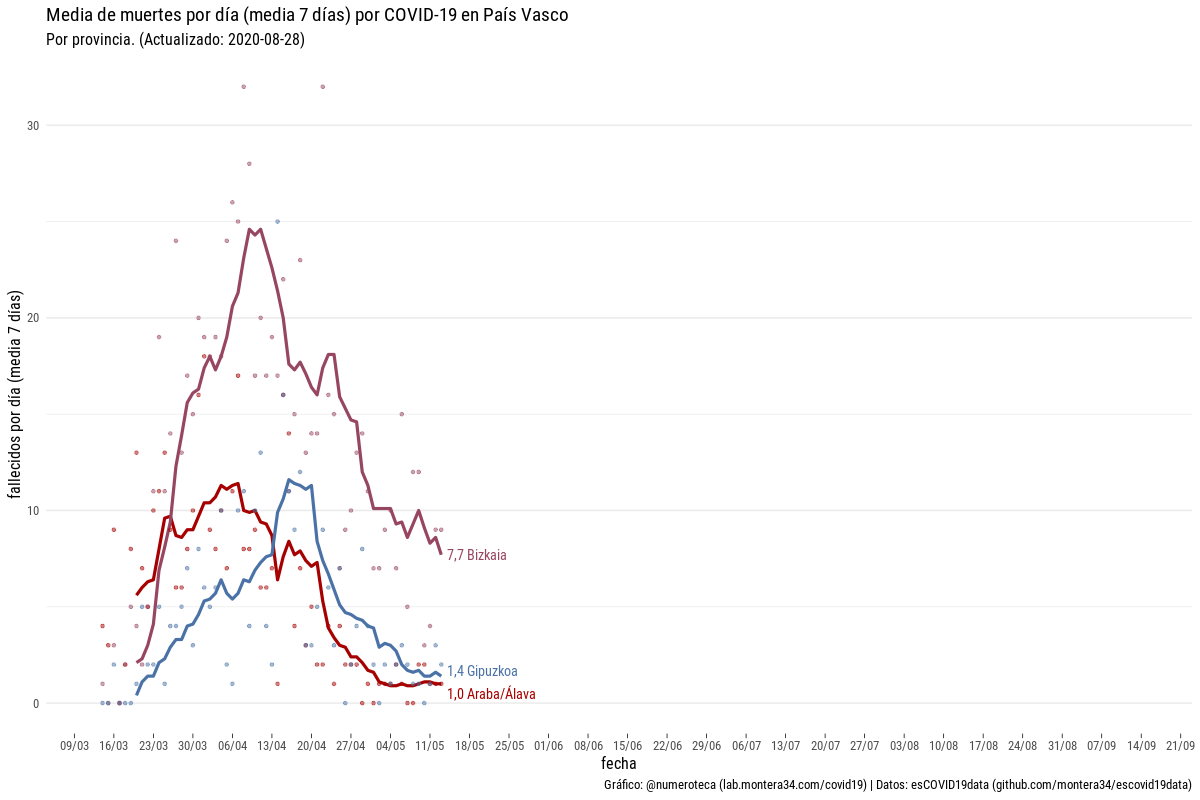 Media de muertes por día (media 7 días) por COVID-19 en País Vasco
Por provincia. (Actualizado: 2020-08-28)
fallecidos por día (media 7 días)
30
20
10
0
7,7 Bizkaia
1,4 Gipuzkoa
1,0 Araba/Álava
09/03 16/03 23/03 30/03 06/04 13/04 20/04 27/04 04/05 11/05 18/05 25/05 01/06 08/06 15/06 22/06 29/06 06/07 13/07 20/07 27/07 03/08 10/08 17/08 24/08 31/08 07/09 14/09 21/09
fecha
Gráfico: @numeroteca (lab.montera34.com/covid19) | Datos: esCOVID19data (github.com/montera34/escovid19data)